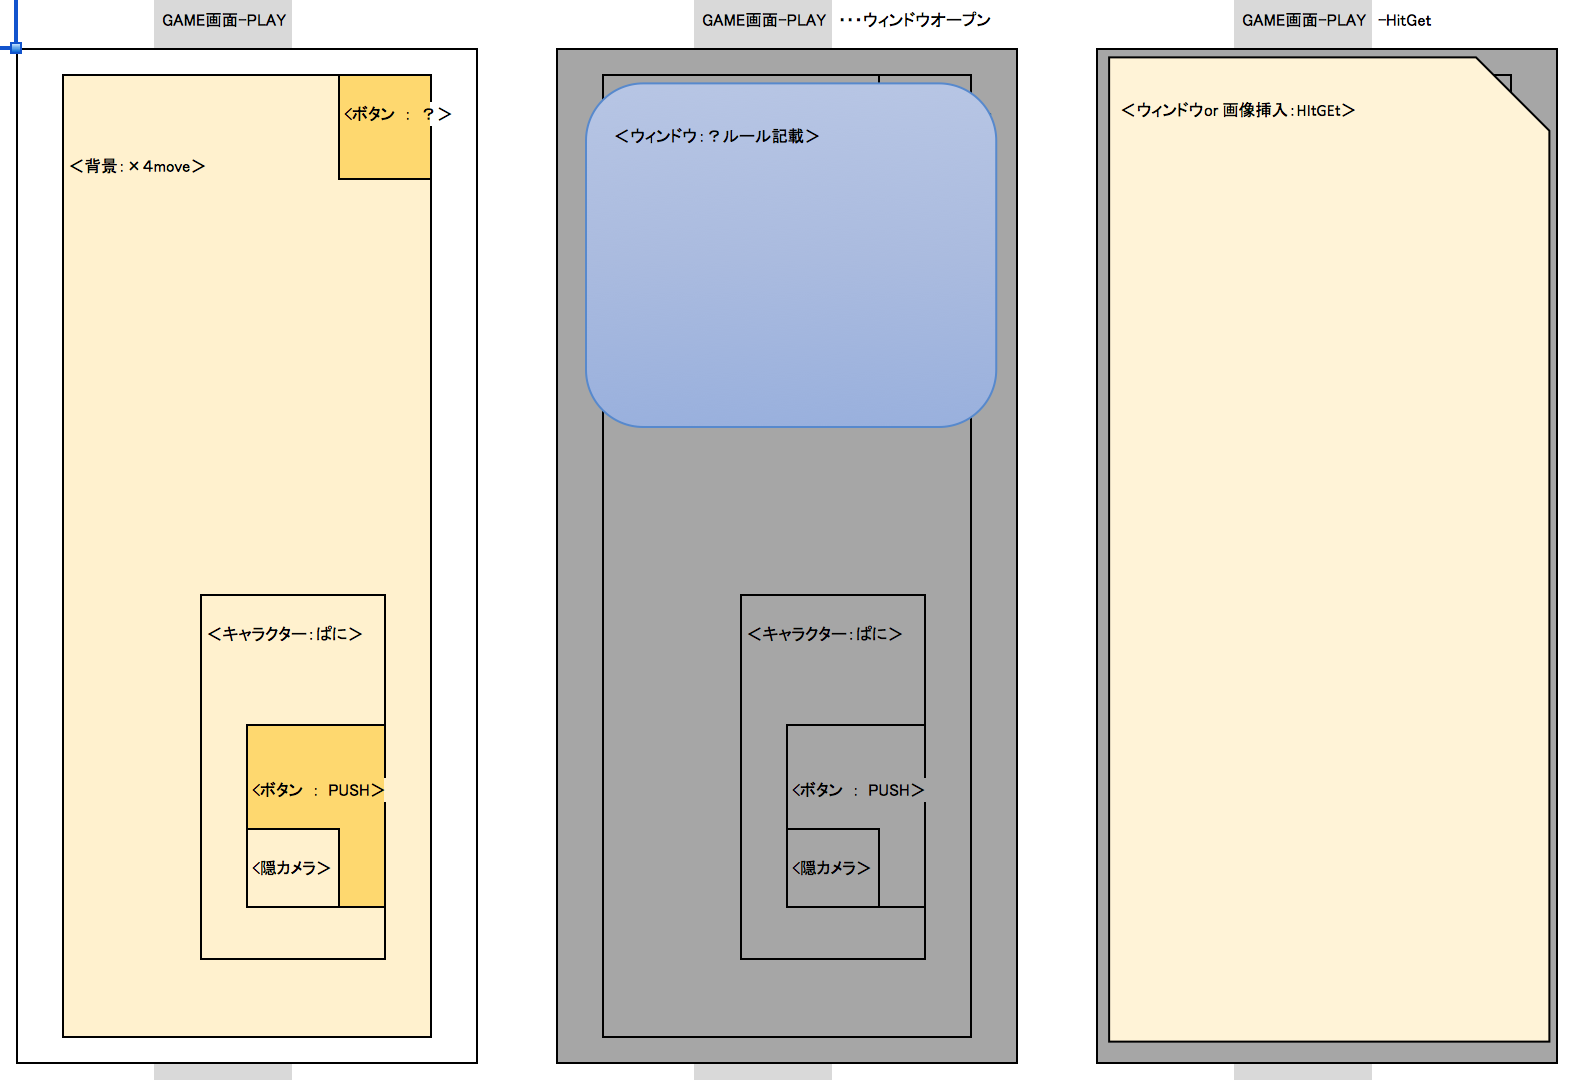 GAME画面-PLAY
<ボタン : ？>
<背景:×4move>
<キャラクター:ぱに>
<ボタン : PUSH>
<隠カメラ>
GAME画面-PLAY ・・・ウィンドウオープン
<ウィンドウ:？ルール記載>
<キャラクター:ぱに>
<ボタン : PUSH>
<隠カメラ>
GAME画面-PLAY -HitGet
<ウィンドウor 画像挿入:HItGEt>